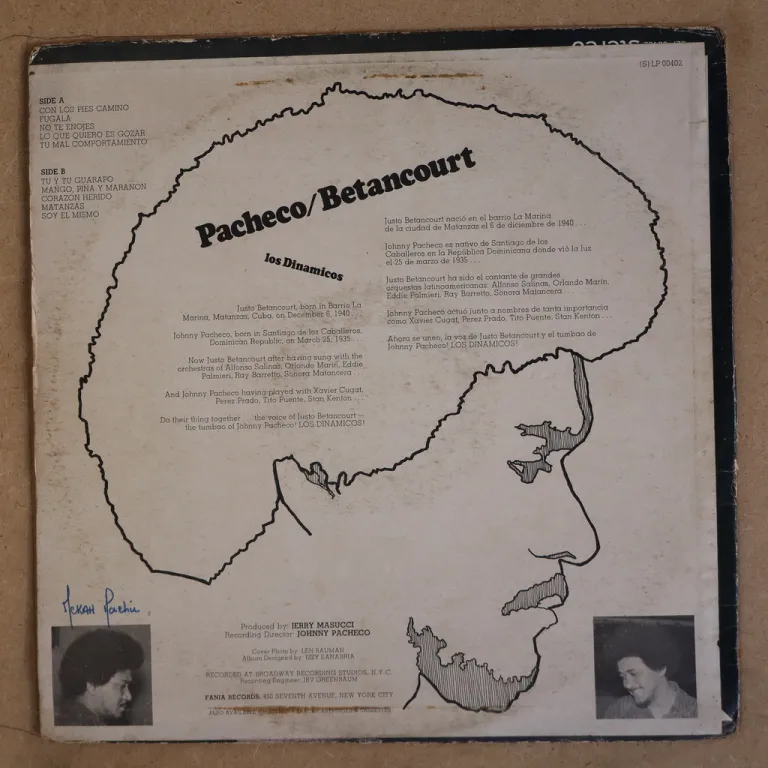 STEREO
(S) LP 00402
SIDE A
CON LOS PIES CAMINO
FUGALA
NO TE ENOJES
LO QUE QUIERO ES GOZAR
TU MAL COMPORTAMIENTO
SIDE B
TU Y TU GUARAPO
MANGO, PIÑA Y MARAÑON
CORAZON HERIDO
MATANZAS
SOY EL MISMO
Pacheco/Betancourt
los Dinamicos
Justo Betancourt, born in Barrio La
Marina, Matanzas, Cuba, on December 6, 1940 . . .
Johnny Pacheco, born in Santiago de los Caballeros,
Dominican Republic, on March 25, 1935 . . .
Now Justo Betancourt after having sung with the
orchestras of Alfonso Salinas, Orlando Marin, Eddie
Palmieri, Ray Barretto, Sonora Matancera . . .
And Johnny Pacheco having played with Xavier Cugat,
Perez Prado, Tito Puente, Stan Kenton . . .
Do their thing together . . . the voice of Justo Betancourt —
the tumbao of Johnny Pacheco! LOS DINAMICOS!
Justo Betancourt nació en el barrio La Marina
de la ciudad de Matanzas el 6 de diciembre de 1940 . . .
Johnny Pacheco es nativo de Santiago de los
Caballeros en la República Dominicana donde vió la luz
el 25 de marzo de 1935 . . .
Justo Betancourt ha sido el cantante de grandes
orquestas latinoamericanas: Alfonso Salinas, Orlando Marin,
Eddie Palmieri, Ray Barretto, Sonora Matancera . . .
Johnny Pacheco actuó junto a nombres de tanta importancia
como Xavier Cugat, Perez Prado, Tito Puente, Stan Kenton . . .
Ahora se unen, la voz de Justo Betancourt y el tumbao de
Johnny Pacheco! LOS DINAMICOS!
Produced by: JERRY MASUCCI
Recording Director: JOHNNY PACHECO
Cover Photo by: LEN BAUMAN
Album Designed by: IZZY SANABRIA
RECORDED AT BROADWAY RECORDING STUDIOS, N.Y.C.
Recording Engineer: IRV GREENBAUM
FANIA RECORDS, 850 SEVENTH AVENUE, NEW YORK CITY
ALSO AVAILABLE